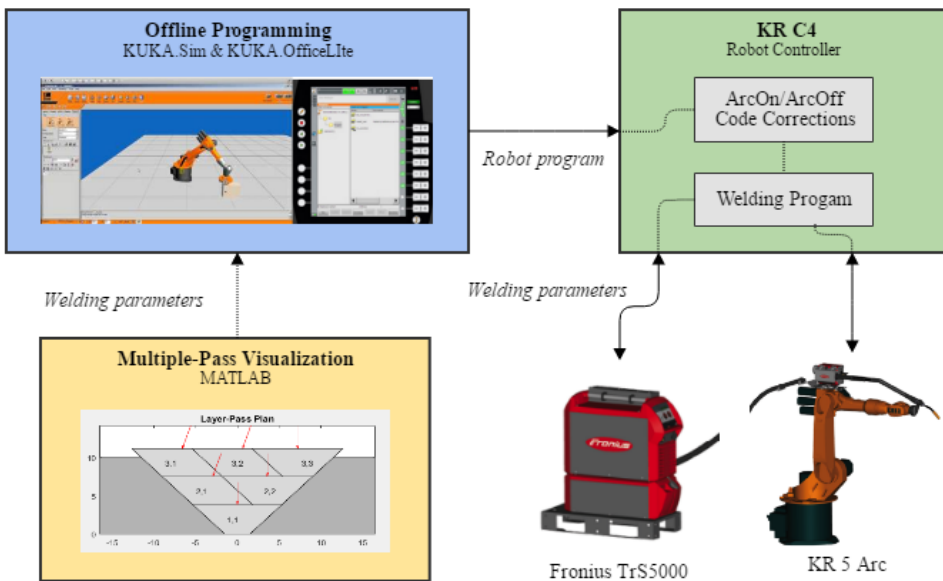 Offline Programming
KUKA.Sim & KUKA.OfficeLIte
Robot program
KR C4
Robot Controller
ArcOn/ArcOff
Code Corrections
Welding Progam
Welding parameters
Welding parameters
Multiple-Pass Visualization
MATLAB
Layer-Pass Plan
10
5
0
3,1
3,2
3,3
2,1
2,2
1,1
-15
-10
-5
0
5
10
15
Fronius
Fronius TrS5000
KR 5 Arc